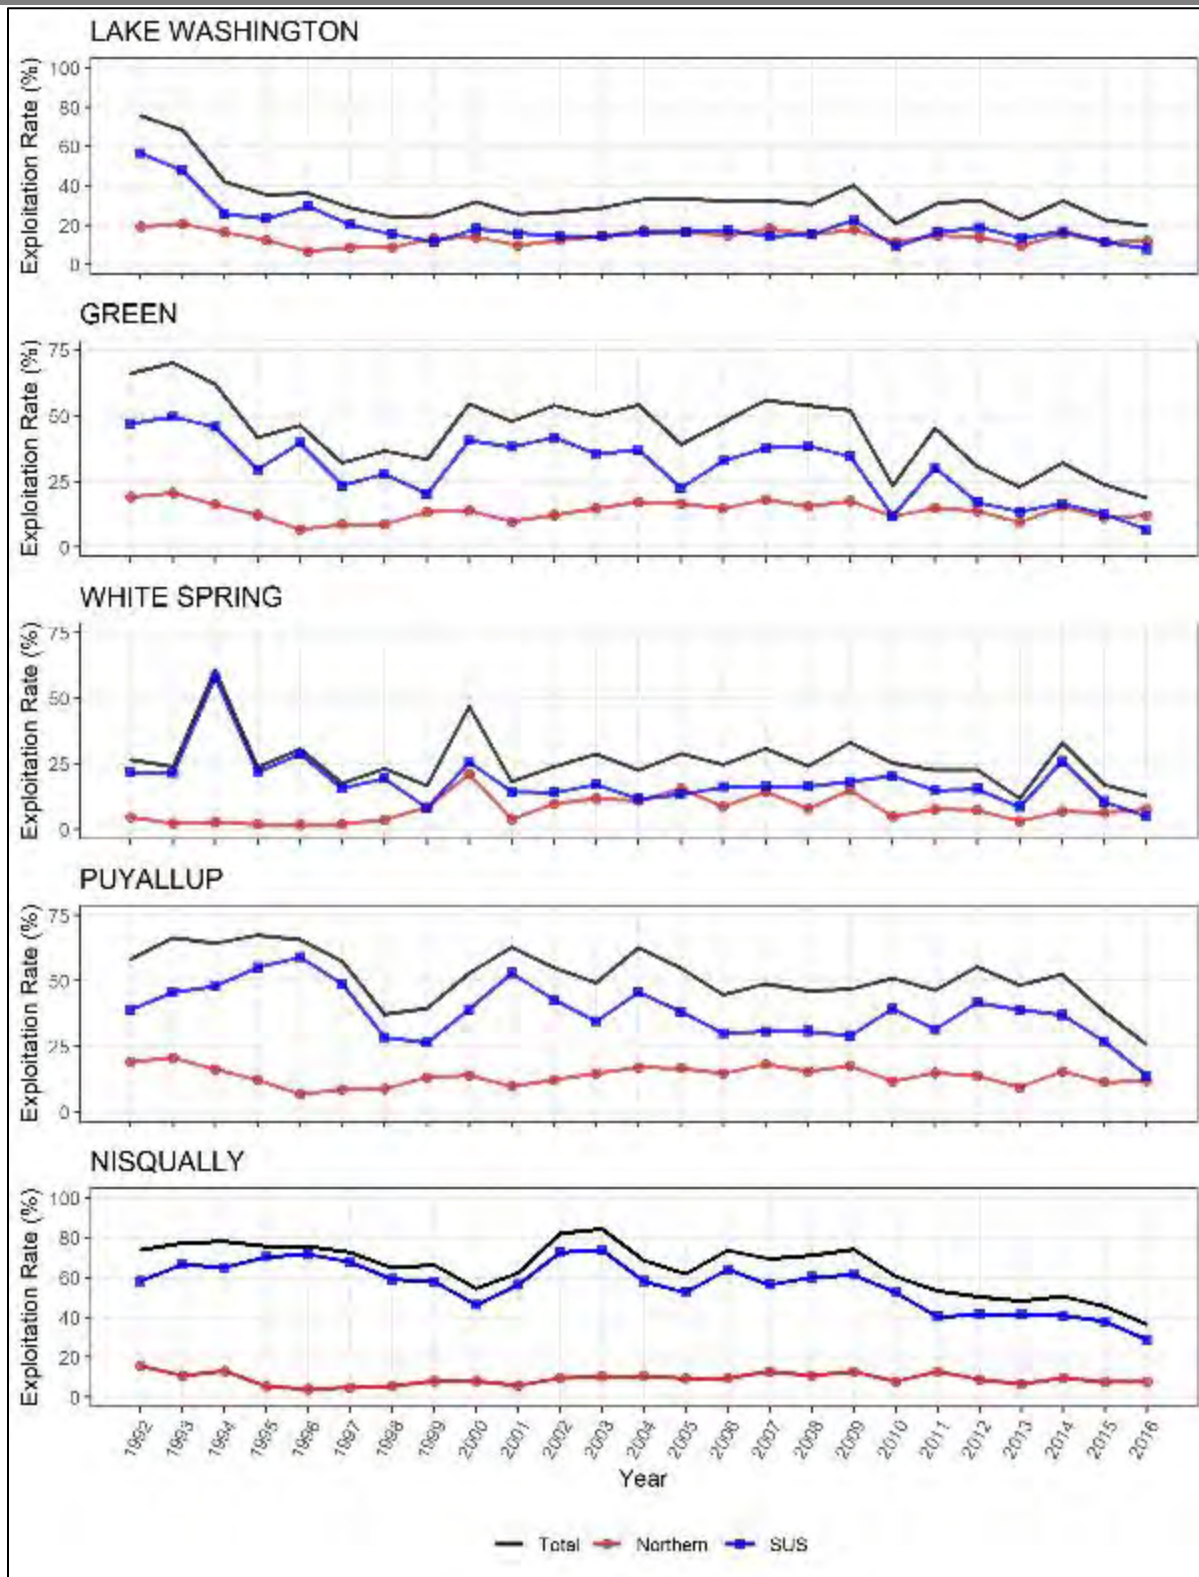 LAKE WASHINGTON
Exploitation Rate (%)
100
80
60
40
20
0
GREEN
Exploitation Rate (%)
75
50
25
0
WHITE SPRING
Exploitation Rate (%)
75
50
25
0
PUYALLUP
Exploitation Rate (%)
75
50
25
0
NISQUALLY
Exploitation Rate (%)
100
80
60
40
20
0
1992 1993 1994 1995 1996 1997 1998 1999 2000 2001 2002 2003 2004 2005 2006 2007 2008 2009 2010 2011 2012 2013 2014 2015 2016
Year
Total Northern SUS